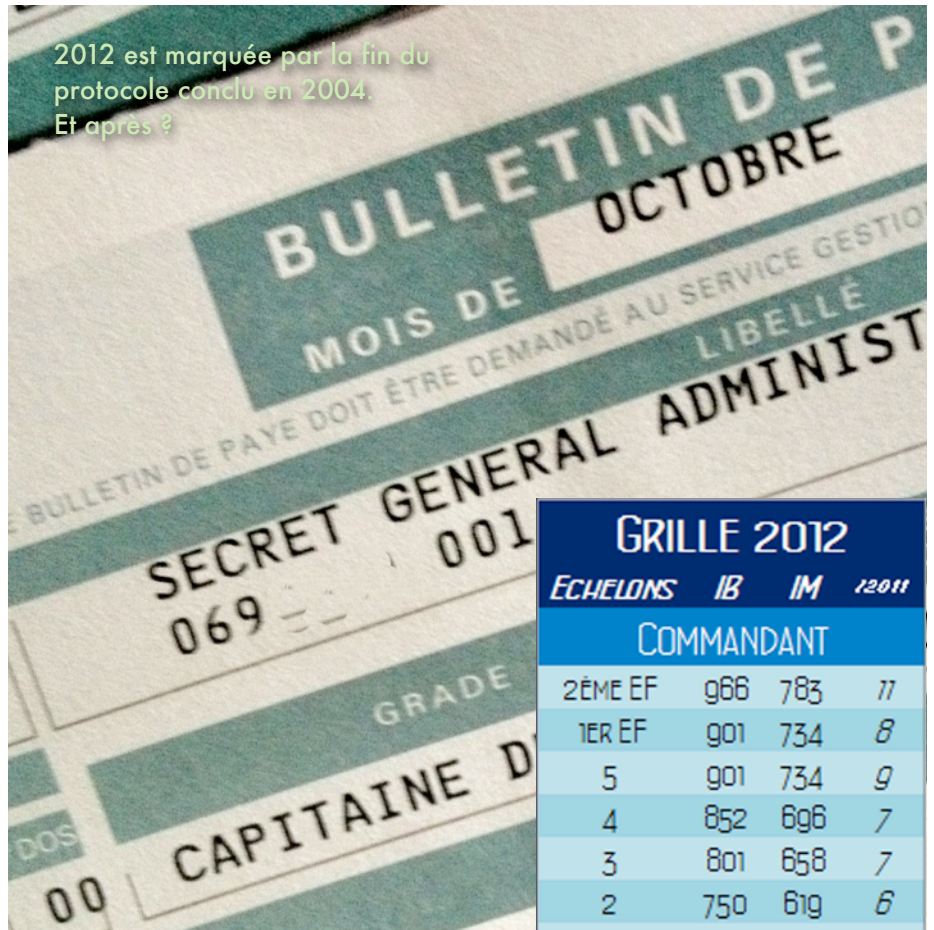 2012 est marquée par la fin du
protocole conclu en 2004.
Et après ?
BULLETIN DE P
MOIS DE OCTOBRE
BULLETIN DE PAYE DOIT ÊTRE DEMANDÉ AU SERVICE GESTIO
LIBELLÉ
SECRET GENERAL ADMINIST
069 001
GRADE
DOS
00 CAPITAINE D
GRILLE 2012
ECHELONS IB IM /2011
COMMANDANT
2ÈME EF 966 783 11
1ER EF 901 734 8
5 901 734 9
4 852 696 7
3 801 658 7
2 750 619 6